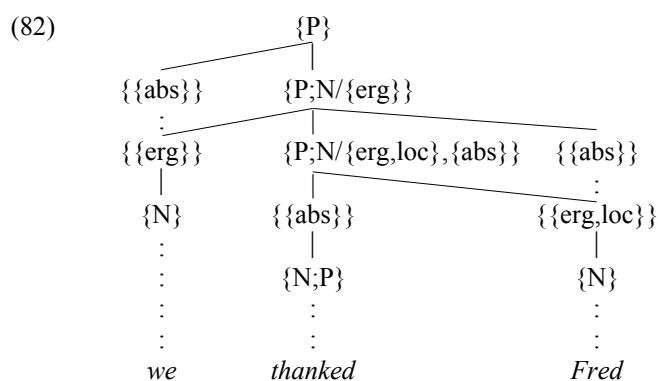 (82) {P}
{{abs}} {P;N/{erg}}
{{erg}} {P;N/{erg,loc},{abs}} {{abs}}
{N} {{abs}} {{erg,loc}}
{N;P} {N}
we thanked Fred